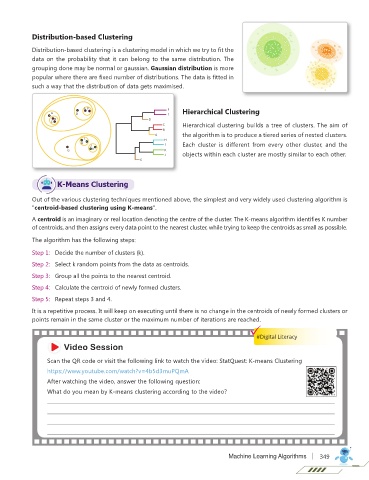 Distribution-based Clustering
Distribution-based clustering is a clustering model in which we try to fit the
data on the probability that it can belong to the same distribution. The
grouping done may be normal or gaussian. Gaussian distribution is more
popular where there are fixed number of distributions. The data is fitted in
such a way that the distribution of data gets maximised.
Hierarchical Clustering
Hierarchical clustering builds a tree of clusters. The aim of
the algorithm is to produce a tiered series of nested clusters.
Each cluster is different from every other cluster, and the
objects within each cluster are mostly similar to each other.
K-Means Clustering
Out of the various clustering techniques mentioned above, the simplest and very widely used clustering algorithm is
"centroid-based clustering using K-means".
A centroid is an imaginary or real location denoting the centre of the cluster. The K-means algorithm identifies K number
of centroids, and then assigns every data point to the nearest cluster, while trying to keep the centroids as small as possible.
The algorithm has the following steps:
Step 1: Decide the number of clusters (k).
Step 2: Select k random points from the data as centroids.
Step 3: Group all the points to the nearest centroid.
Step 4: Calculate the centroid of newly formed clusters.
Step 5: Repeat steps 3 and 4.
It is a repetitive process. It will keep on executing until there is no change in the centroids of newly formed clusters or
points remain in the same cluster or the maximum number of iterations are reached.
#Digital Literacy
Video Session
Scan the QR code or visit the following link to watch the video: StatQuest: K-means Clustering
https://www.youtube.com/watch?v=4b5d3muPQmA
After watching the video, answer the following question:
What do you mean by K-means clustering according to the video?
Machine Learning Algorithms | 349